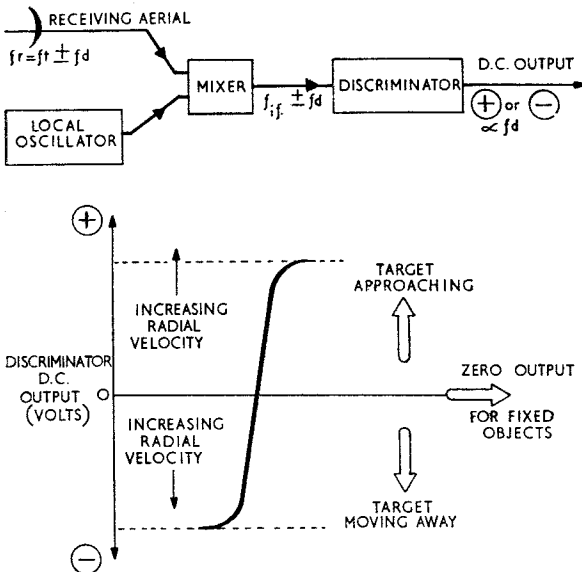 RECEIVING AERIAL
fr=ft ± fd
LOCAL
OSCILLATOR
MIXER
f i.f. ± fd
DISCRIMINATOR
D.C. OUTPUT
+ or −
∝ fd
+
INCREASING
RADIAL
VELOCITY
TARGET
APPROACHING
DISCRIMINATOR
D.C.
OUTPUT
(VOLTS)
O
ZERO OUTPUT
FOR FIXED
OBJECTS
INCREASING
RADIAL
VELOCITY
TARGET
MOVING AWAY
−